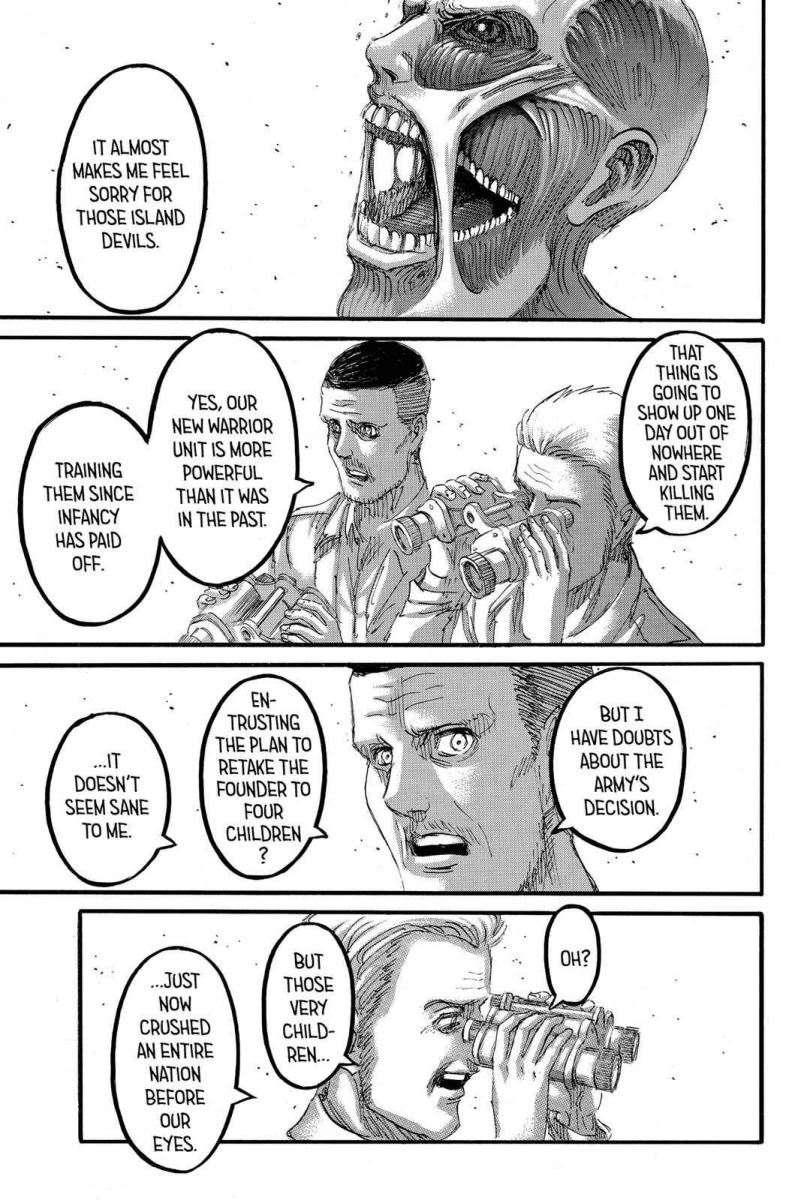 IT ALMOST
MAKES ME FEEL
SORRY FOR
THOSE ISLAND
DEVILS.
THAT
THING IS
GOING TO
SHOW UP ONE
DAY OUT OF
NOWHERE
AND START
KILLING
THEM.
YES, OUR
NEW WARRIOR
UNIT IS MORE
POWERFUL
THAN IT WAS
IN THE PAST.
TRAINING
THEM SINCE
INFANCY
HAS PAID
OFF.
BUT I
HAVE DOUBTS
ABOUT THE
ARMY'S
DECISION.
EN-
TRUSTING
THE PLAN TO
RETAKE THE
FOUNDER TO
FOUR
CHILDREN
?
...IT
DOESN'T
SEEM SANE
TO ME.
OH?
BUT
THOSE
VERY
CHILD-
REN...
...JUST
NOW
CRUSHED
AN ENTIRE
NATION
BEFORE
OUR
EYES.